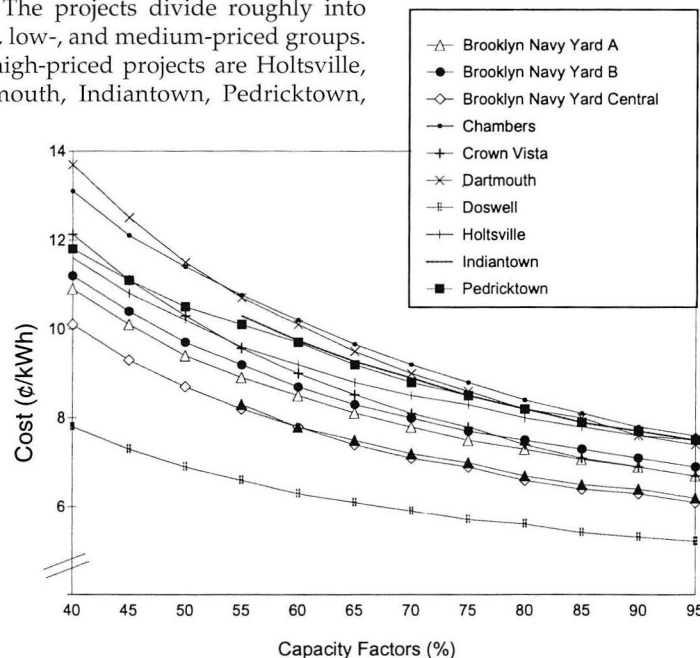 The projects divide roughly into
, low-, and medium-priced groups.
high-priced projects are Holtsville,
mouth, Indiantown, Pedricktown,
Brooklyn Navy Yard A
Brooklyn Navy Yard B
Brooklyn Navy Yard Central
Chambers
Crown Vista
Dartmouth
Doswell
Holtsville
Indiantown
Pedricktown
14
12
10
8
6
Cost (¢/kWh)
40 45 50 55 60 65 70 75 80 85 90 95
Capacity Factors (%)